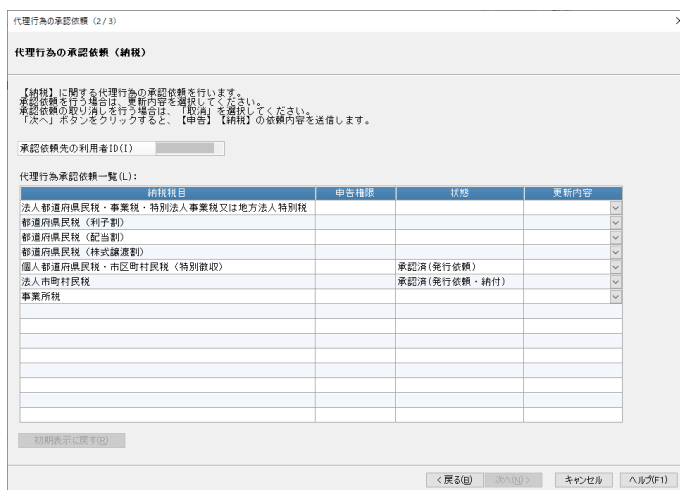 代理行為の承認依頼 (2/3)
代理行為の承認依頼（納税）
【納税】に関する代理行為の承認依頼を行います。
承認依頼を行う場合は、更新内容を選択してください。
承認依頼の取り消しを行う場合は、「取消」を選択してください。
「次へ」ボタンをクリックすると、【申告】【納税】の依頼内容を送信します。
承認依頼先の利用者ID(I)
代理行為承認依頼一覧(L):
納税税目 申告権限 状態 更新内容
法人都道府県民税・事業税・特別法人事業税又は地方法人特別税
都道府県民税（利子割）
都道府県民税（配当割）
都道府県民税（株式譲渡割）
個人都道府県民税・市区町村民税（特別徴収） 承認済(発行依頼)
法人市町村民税 承認済(発行依頼・納付)
事業所税
初期表示に戻す(R)
< 戻る(B) 次へ(N) > キャンセル ヘルプ(F1)